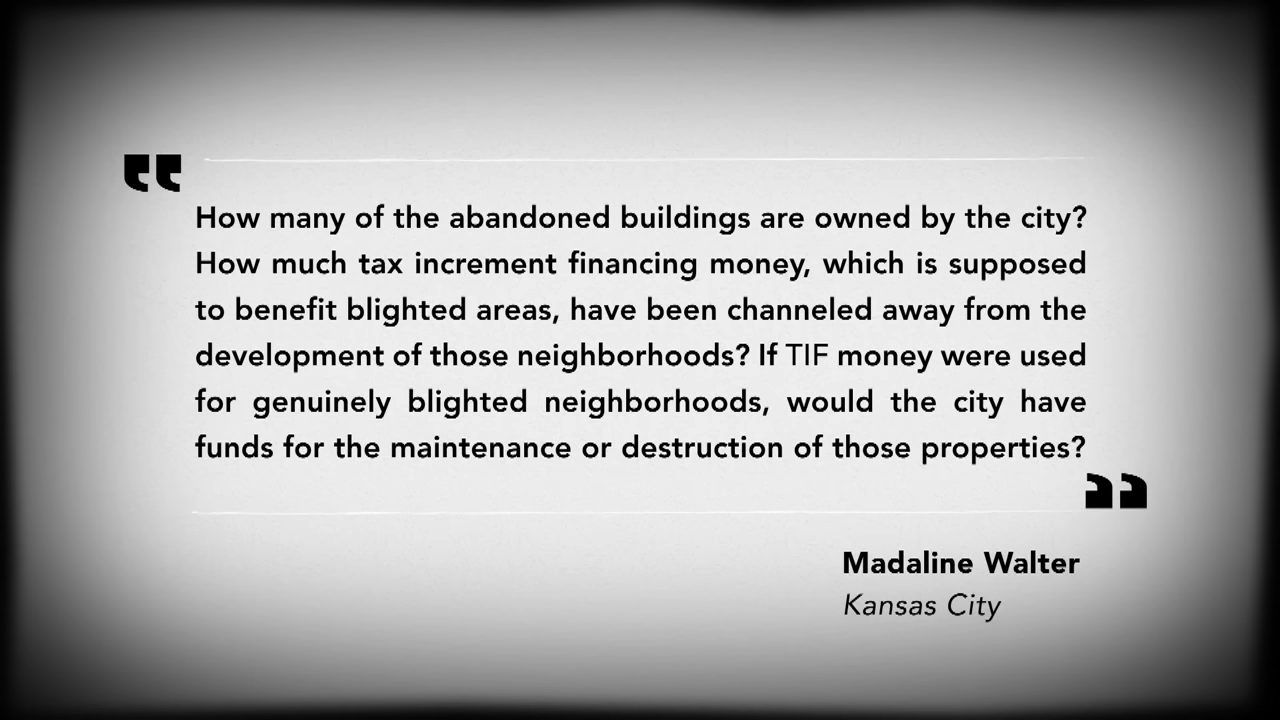 “
How many of the abandoned buildings are owned by the city?
How much tax increment financing money, which is supposed
to benefit blighted areas, have been channeled away from the
development of those neighborhoods? If TIF money were used
for genuinely blighted neighborhoods, would the city have
funds for the maintenance or destruction of those properties?
”
Madaline Walter
Kansas City